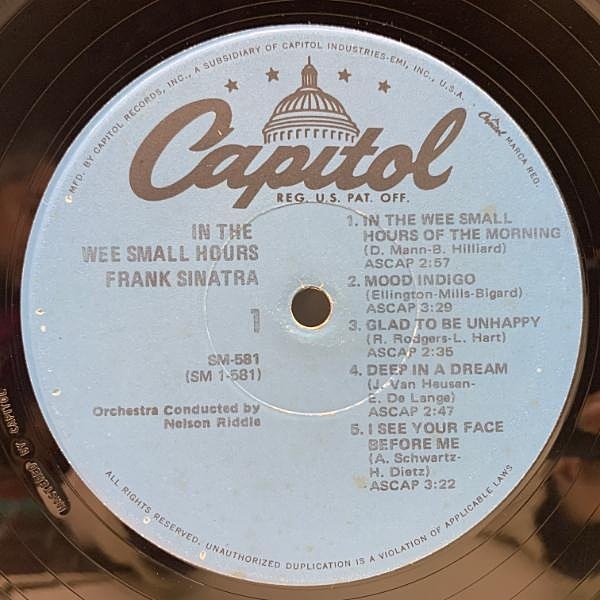 MFD. BY CAPITOL RECORDS, INC., A SUBSIDIARY OF CAPITOL INDUSTRIES-EMI, INC., U.S.A.
Capitol MARCA REG.
Capitol
REG. U.S. PAT. OFF.
IN THE
WEE SMALL HOURS
FRANK SINATRA
1
SM-581
(SM 1-581)
Orchestra Conducted by
Nelson Riddle
1. IN THE WEE SMALL
HOURS OF THE MORNING
(D. Mann-B. Hilliard)
ASCAP 2:57
2. MOOD INDIGO
(Ellington-Mills-Bigard)
ASCAP 3:29
3. GLAD TO BE UNHAPPY
(R. Rodgers-L. Hart)
ASCAP 2:35
4. DEEP IN A DREAM
(J. Van Heusen-
E. De Lange)
ASCAP 2:47
5. I SEE YOUR FACE
BEFORE ME
(A. Schwartz-
H. Dietz)
ASCAP 3:22
ALL RIGHTS RESERVED. UNAUTHORIZED DUPLICATION IS A VIOLATION OF APPLICABLE LAWS
MASTERED BY CAPITOL